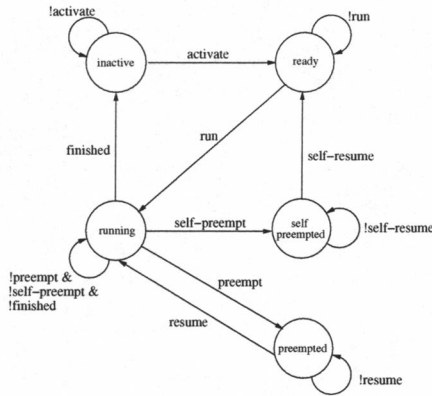 !activate
!run
inactive
activate
ready
run
finished
self-resume
running
self-preempt
self
preempted
!self-resume
!preempt &
!self-preempt &
!finished
preempt
resume
preempted
!resume